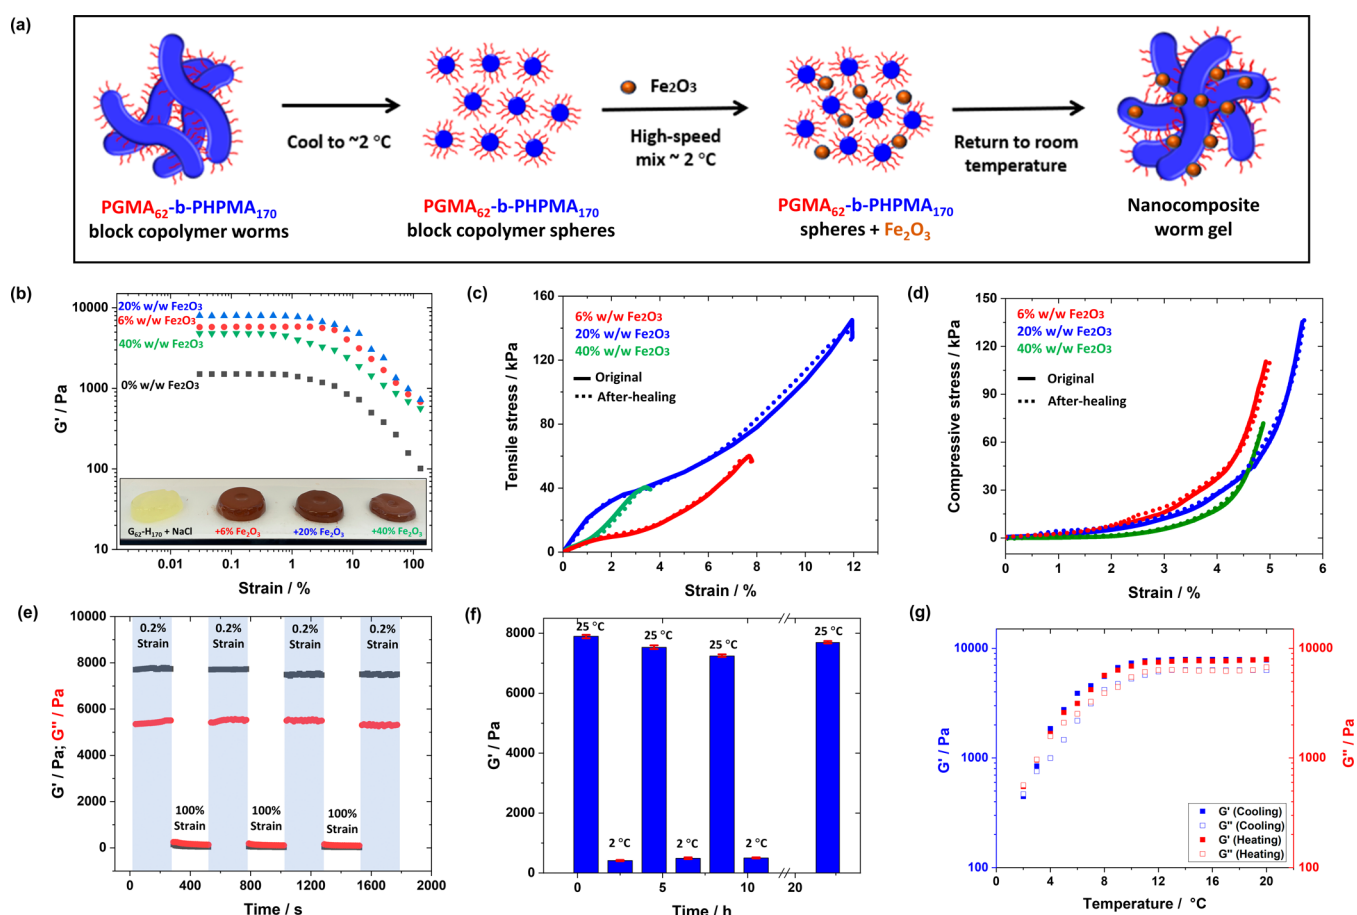 (a)
Cool to ~2 °C
Fe₂O₃
High-speed
mix ~ 2 °C
Return to room
temperature
PGMA₆₂-b-PHPMA₁₇₀
block copolymer worms
PGMA₆₂-b-PHPMA₁₇₀
block copolymer spheres
PGMA₆₂-b-PHPMA₁₇₀
spheres + Fe₂O₃
Nanocomposite
worm gel
(b)
G' / Pa
10000
1000
100
10
20% w/w Fe₂O₃
6% w/w Fe₂O₃
40% w/w Fe₂O₃
0% w/w Fe₂O₃
G₆₂-H₁₇₀ + NaCl
+6% Fe₂O₃
+20% Fe₂O₃
+40% Fe₂O₃
0.01
0.1
1
10
100
Strain / %
(c)
Tensile stress / kPa
160
120
80
40
0
6% w/w Fe₂O₃
20% w/w Fe₂O₃
40% w/w Fe₂O₃
Original
After-healing
0
2
4
6
8
10
12
Strain / %
(d)
Compressive stress / kPa
150
120
90
60
30
0
6% w/w Fe₂O₃
20% w/w Fe₂O₃
40% w/w Fe₂O₃
Original
After-healing
0
1
2
3
4
5
6
Strain / %
(e)
G' / Pa; G'' / Pa
10000
8000
6000
4000
2000
0
0.2%
Strain
0.2%
Strain
0.2%
Strain
0.2%
Strain
100%
Strain
100%
Strain
100%
Strain
0
400
800
1200
1600
2000
Time / s
(f)
G' / Pa
8000
6000
4000
2000
0
25 °C
2 °C
25 °C
2 °C
25 °C
2 °C
25 °C
0
5
10
20
Time / h
(g)
G' / Pa
10000
1000
100
G'' / Pa
10000
1000
100
G' (Cooling)
G'' (Cooling)
G' (Heating)
G'' (Heating)
0
4
8
12
16
20
Temperature / °C